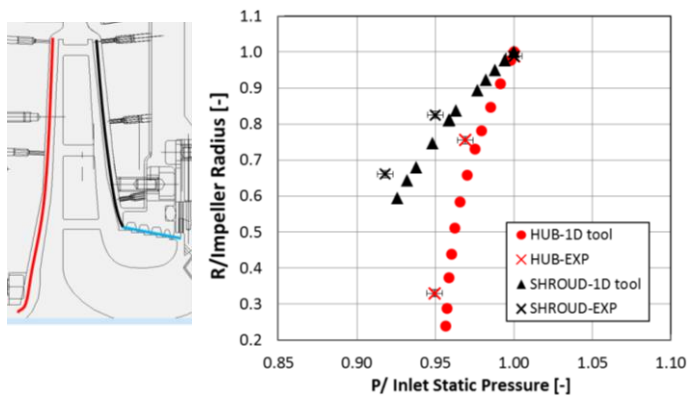 1.1
1.0
0.9
0.8
0.7
0.6
0.5
0.4
0.3
0.2
R/Impeller Radius [-]
HUB-1D tool
HUB-EXP
SHROUD-1D tool
SHROUD-EXP
0.85 0.90 0.95 1.00 1.05 1.10
P/ Inlet Static Pressure [-]